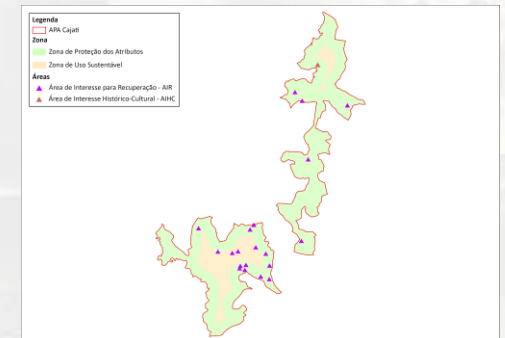 Legenda
APA Cajati
Zona
Zona de Proteção dos Atributos
Zona de Uso Sustentável
Áreas
Área de Interesse para Recuperação - AIR
Área de Interesse Histórico-Cultural - AIHC